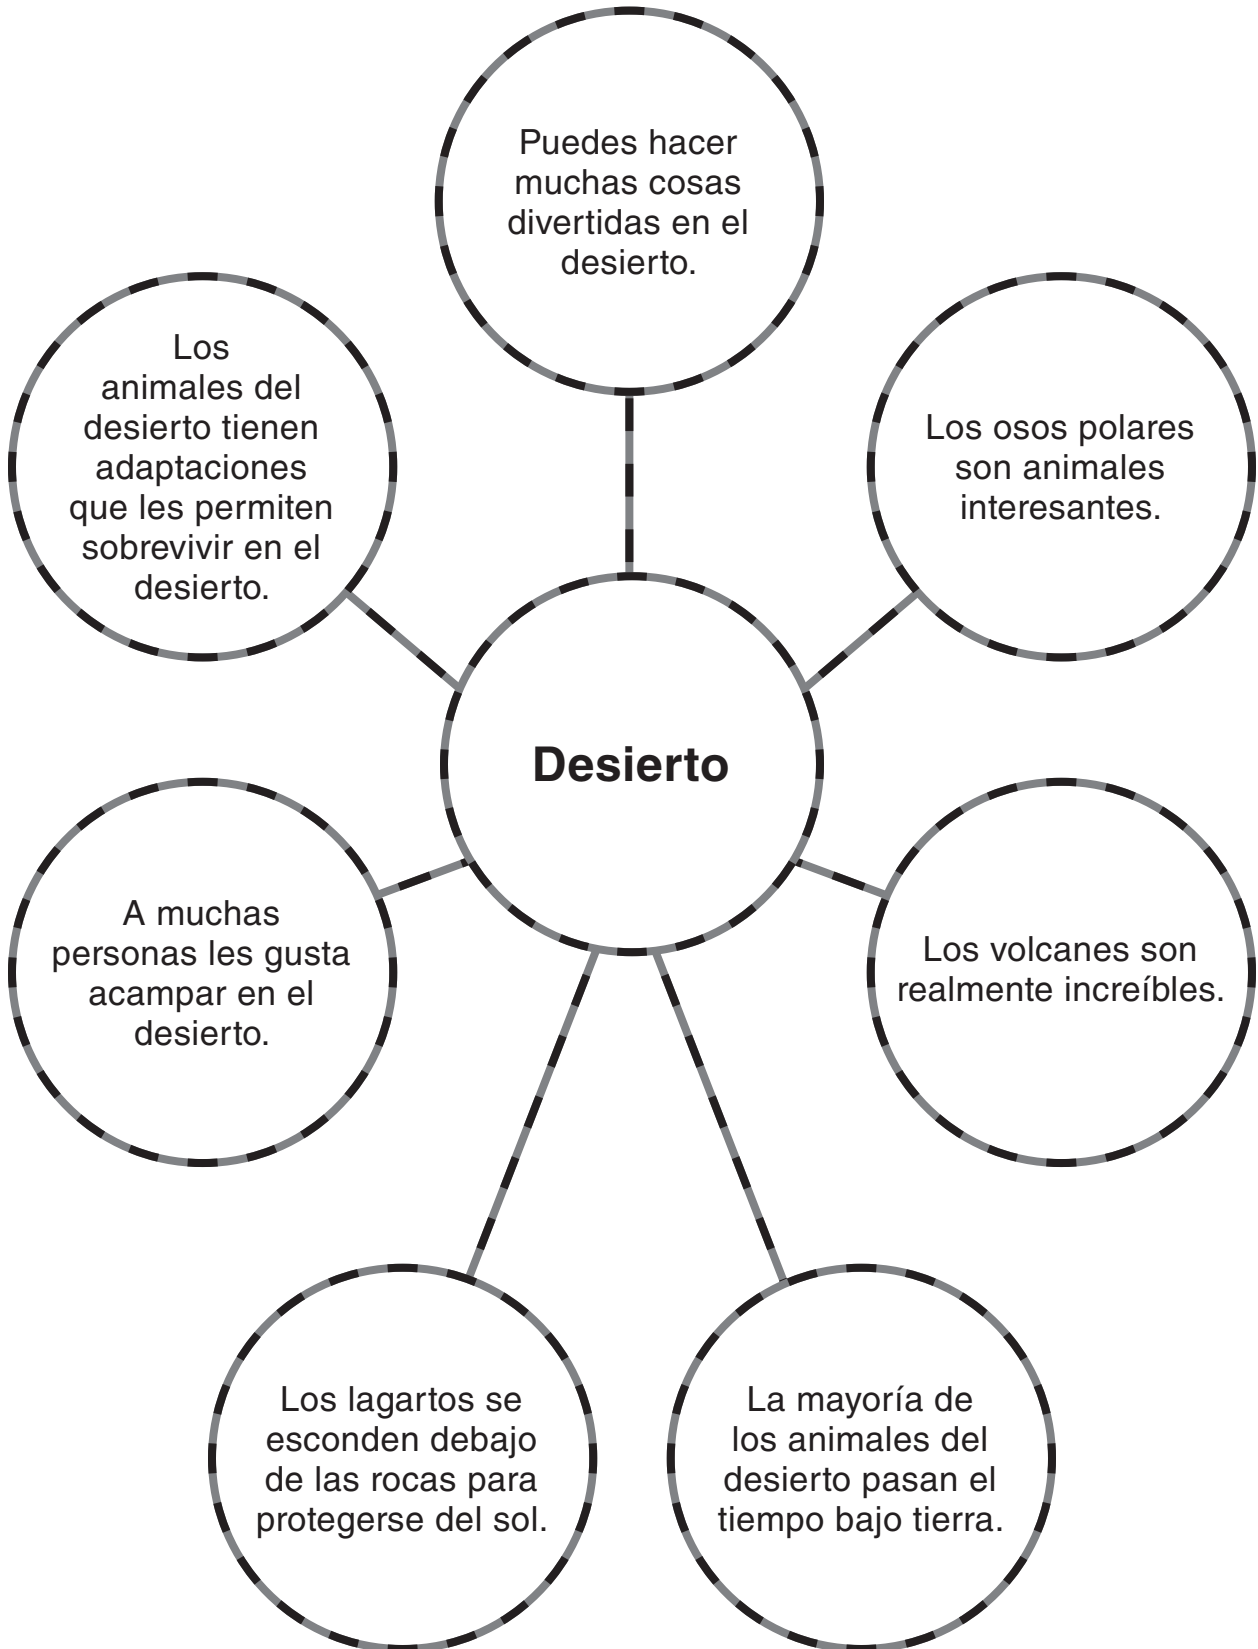 Puedes hacer
muchas cosas
divertidas en el
desierto.
Los
animales del
desierto tienen
adaptaciones
que les permiten
sobrevivir en el
desierto.
Los osos polares
son animales
interesantes.
Desierto
A muchas
personas les gusta
acampar en el
desierto.
Los volcanes son
realmente increíbles.
Los lagartos se
esconden debajo
de las rocas para
protegerse del sol.
La mayoría de
los animales del
desierto pasan el
tiempo bajo tierra.